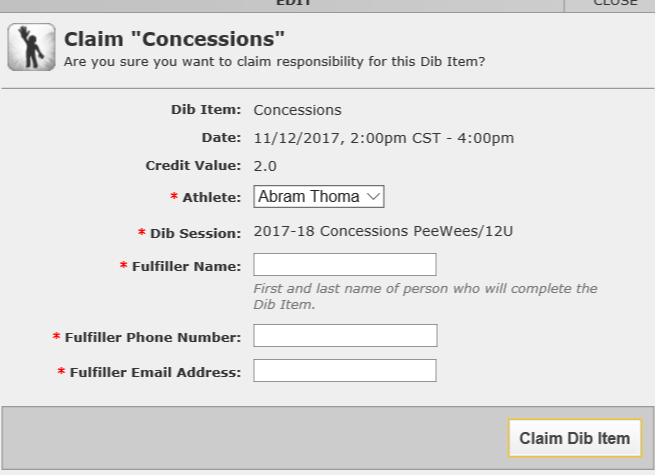 EDIT
CLOSE
Claim "Concessions"
Are you sure you want to claim responsibility for this Dib Item?
Dib Item: Concessions
Date: 11/12/2017, 2:00pm CST - 4:00pm
Credit Value: 2.0
* Athlete: Abram Thoma
* Dib Session: 2017-18 Concessions PeeWees/12U
* Fulfiller Name:
First and last name of person who will complete the
Dib Item.
* Fulfiller Phone Number:
* Fulfiller Email Address:
Claim Dib Item